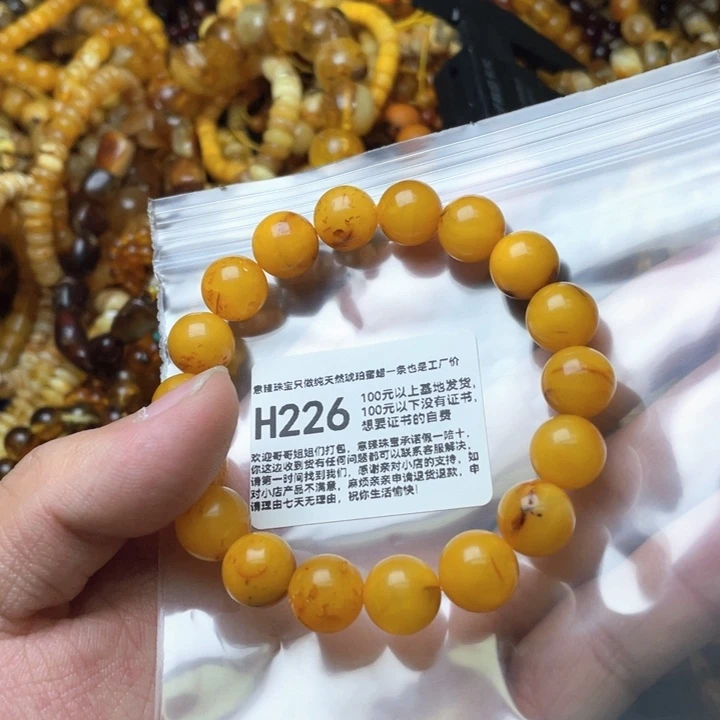 意臻珠宝只做纯天然琥珀蜜蜡一条也是工厂价
H226
100元以上基地发货，
100元以下没有证书，
想要证书的自费
欢迎哥哥姐姐们打包，意臻珠宝承诺假一陪十，
你这边收到货有任何问题都可以联系客服解决，
请第一时间找到我们，感谢亲对小店的支持，如
对小店产品不满意，麻烦亲亲申请退货退款，申
请理由七天无理由，祝你生活愉快！